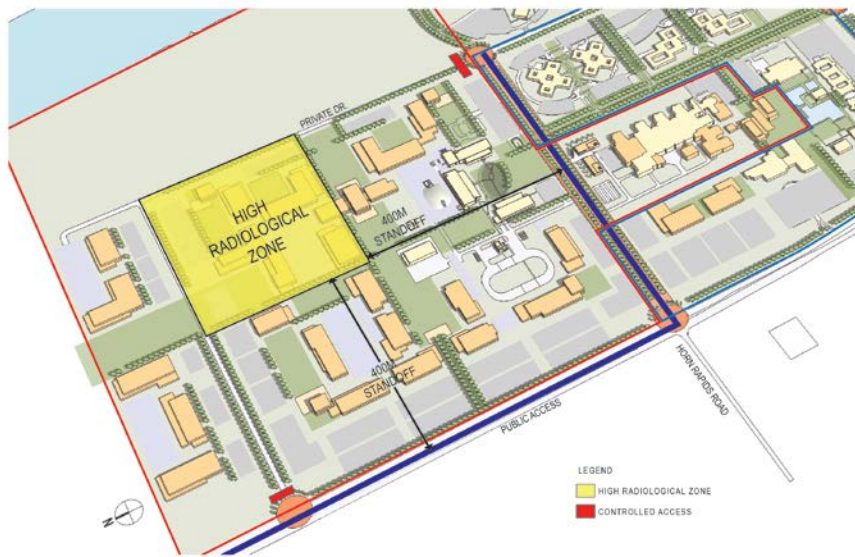 PRIVATE DR.
HIGH
RADIOLOGICAL
ZONE
400M
STANDOFF
400M
STANDOFF
HORN RAPIDS ROAD
PUBLIC ACCESS
LEGEND
HIGH RADIOLOGICAL ZONE
CONTROLLED ACCESS
N